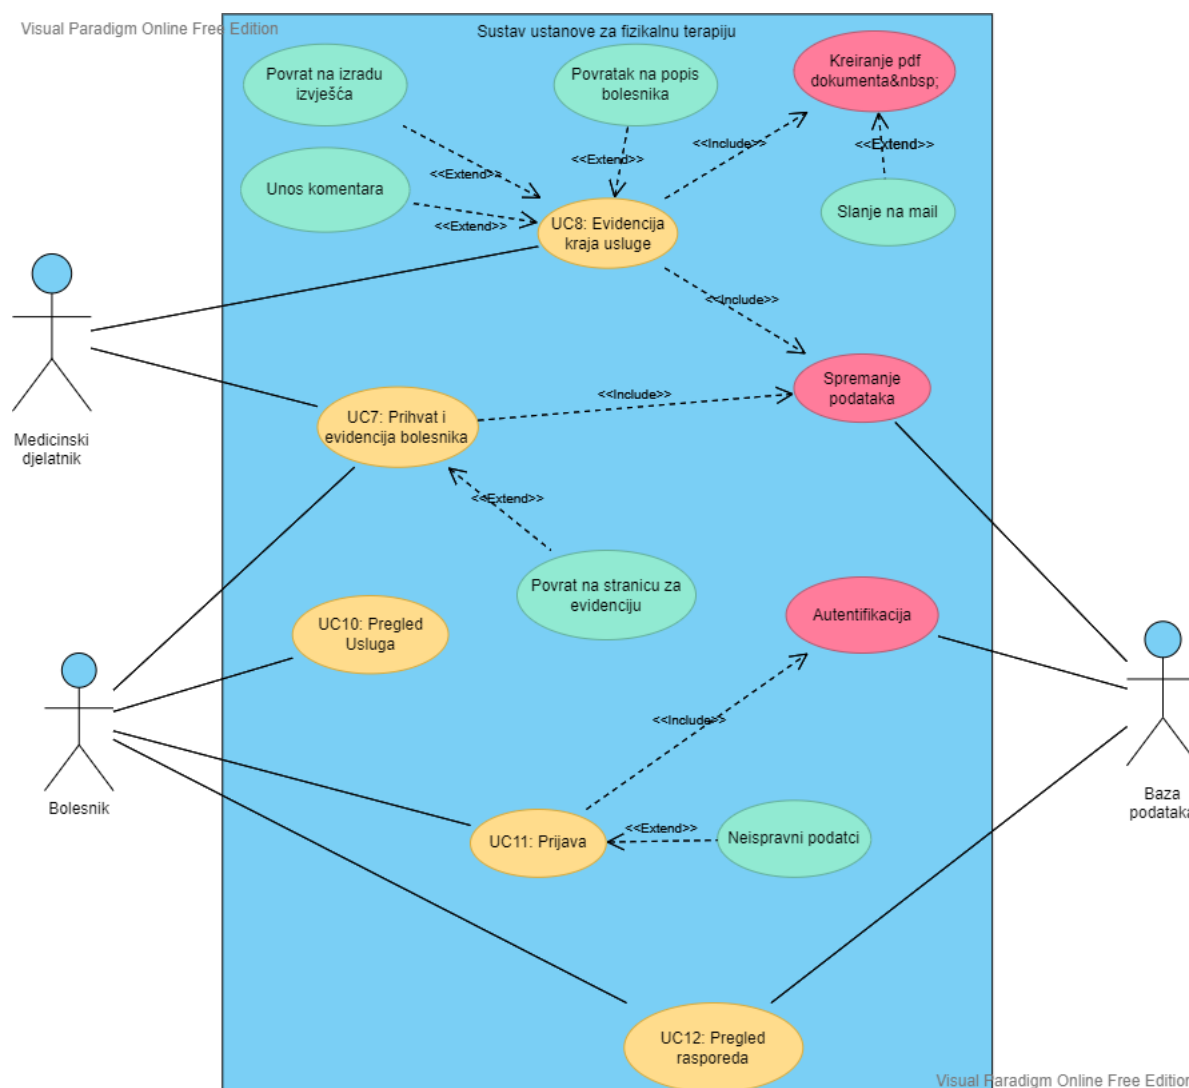 Visual Paradigm Online Free Edition
Sustav ustanove za fizikalnu terapiju
Povrat na izradu
izvješća
Povratak na popis
bolesnika
Kreiranje pdf
dokumenta&nbsp;
<<Include>>
<<Extend>>
<<Extend>>
<<Extend>>
Unos komentara
<<Extend>>
Slanje na mail
UC8: Evidencija
kraja usluge
<<Include>>
Spremanje
podataka
<<Include>>
UC7: Prihvat i
evidencija bolesnika
Medicinski
djelatnik
<<Extend>>
Povrat na stranicu za
evidenciju
Autentifikacija
UC10: Pregled
Usluga
<<Include>>
Bolesnik
Baza
podataka
<<Extend>>
UC11: Prijava
Neispravni podatci
UC12: Pregled
rasporeda
Visual Paradigm Online Free Edition